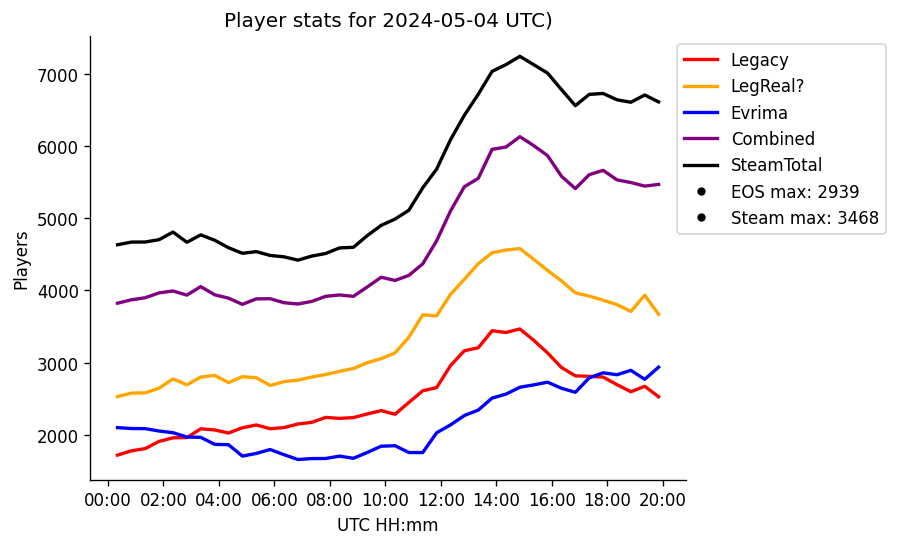 Player stats for 2024-05-04 UTC)
Legacy
LegReal?
Evrima
Combined
SteamTotal
EOS max: 2939
Steam max: 3468
Players
7000
6000
5000
4000
3000
2000
00:00 02:00 04:00 06:00 08:00 10:00 12:00 14:00 16:00 18:00 20:00
UTC HH:mm